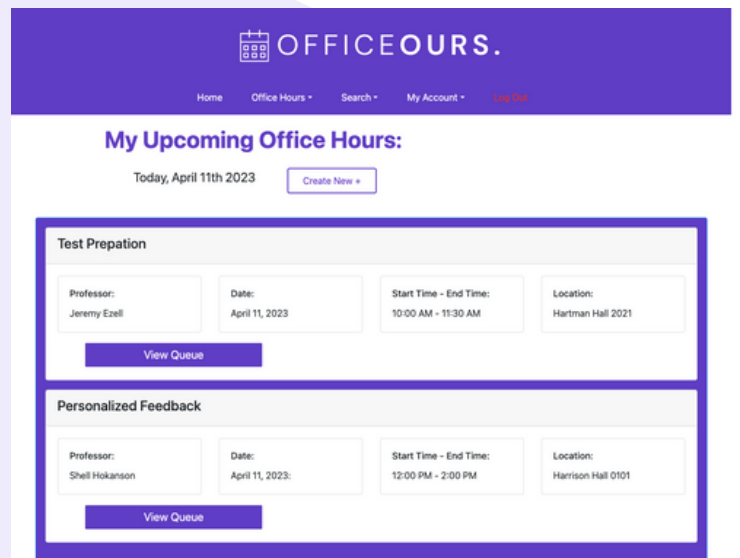 OFFICEOURS.
Home Office Hours Search My Account Log Out
My Upcoming Office Hours:
Today, April 11th 2023 Create New +
Test Prepation
Professor: Date: Start Time - End Time: Location:
Jeremy Ezell April 11, 2023 10:00 AM - 11:30 AM Hartman Hall 2021
View Queue
Personalized Feedback
Professor: Date: Start Time - End Time: Location:
Shell Hokanson April 11, 2023: 12:00 PM - 2:00 PM Harrison Hall 0101
View Queue